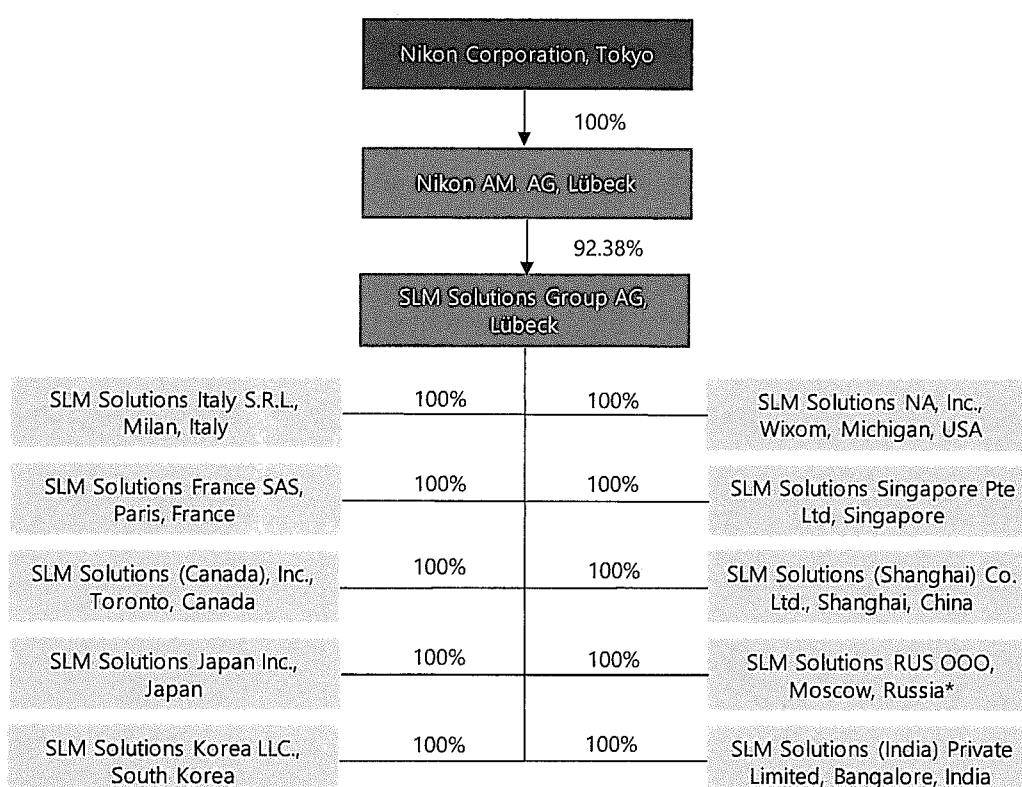 Nikon Corporation, Tokyo
100%
Nikon AM. AG, Lübeck
92.38%
SLM Solutions Group AG,
Lübeck
SLM Solutions Italy S.R.L.,
Milan, Italy
100%
100%
SLM Solutions NA, Inc.,
Wixom, Michigan, USA
SLM Solutions France SAS,
Paris, France
100%
100%
SLM Solutions Singapore Pte
Ltd, Singapore
SLM Solutions (Canada), Inc.,
Toronto, Canada
100%
100%
SLM Solutions (Shanghai) Co.
Ltd., Shanghai, China
SLM Solutions Japan Inc.,
Japan
100%
100%
SLM Solutions RUS OOO,
Moscow, Russia*
SLM Solutions Korea LLC.,
South Korea
100%
100%
SLM Solutions (India) Private
Limited, Bangalore, India